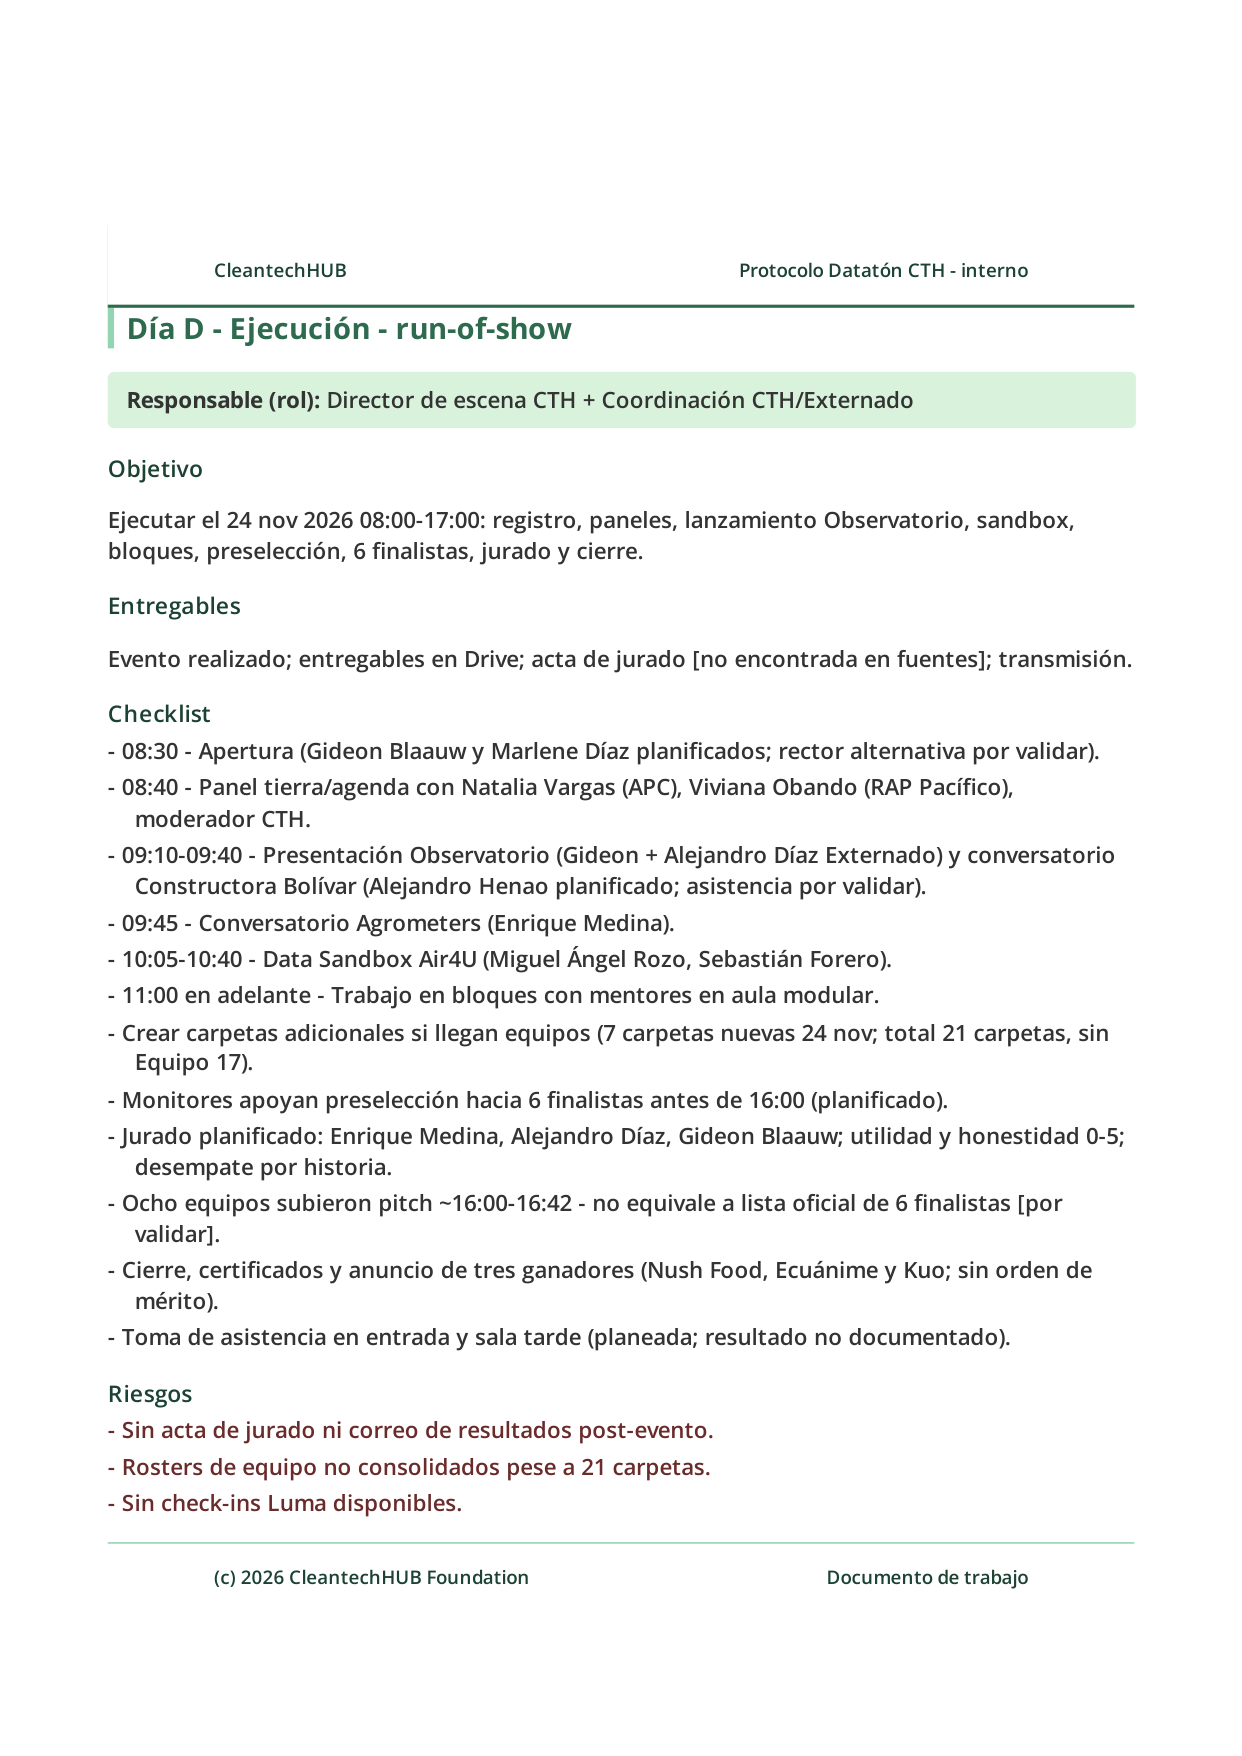 CleantechHUB
Protocolo Datatón CTH - interno
Día D - Ejecución - run-of-show
Responsable (rol): Director de escena CTH + Coordinación CTH/Externado
Objetivo
Ejecutar el 24 nov 2026 08:00-17:00: registro, paneles, lanzamiento Observatorio, sandbox,
bloques, preselección, 6 finalistas, jurado y cierre.
Entregables
Evento realizado; entregables en Drive; acta de jurado [no encontrada en fuentes]; transmisión.
Checklist
- 08:30 - Apertura (Gideon Blaauw y Marlene Díaz planificados; rector alternativa por validar).
- 08:40 - Panel tierra/agenda con Natalia Vargas (APC), Viviana Obando (RAP Pacífico),
moderador CTH.
- 09:10-09:40 - Presentación Observatorio (Gideon + Alejandro Díaz Externado) y conversatorio
Constructora Bolívar (Alejandro Henao planificado; asistencia por validar).
- 09:45 - Conversatorio Agrometers (Enrique Medina).
- 10:05-10:40 - Data Sandbox Air4U (Miguel Ángel Rozo, Sebastián Forero).
- 11:00 en adelante - Trabajo en bloques con mentores en aula modular.
- Crear carpetas adicionales si llegan equipos (7 carpetas nuevas 24 nov; total 21 carpetas, sin
Equipo 17).
- Monitores apoyan preselección hacia 6 finalistas antes de 16:00 (planificado).
- Jurado planificado: Enrique Medina, Alejandro Díaz, Gideon Blaauw; utilidad y honestidad 0-5;
desempate por historia.
- Ocho equipos subieron pitch ~16:00-16:42 - no equivale a lista oficial de 6 finalistas [por
validar].
- Cierre, certificados y anuncio de tres ganadores (Nush Food, Ecuánime y Kuo; sin orden de
mérito).
- Toma de asistencia en entrada y sala tarde (planeada; resultado no documentado).
Riesgos
- Sin acta de jurado ni correo de resultados post-evento.
- Rosters de equipo no consolidados pese a 21 carpetas.
- Sin check-ins Luma disponibles.
(c) 2026 CleantechHUB Foundation
Documento de trabajo